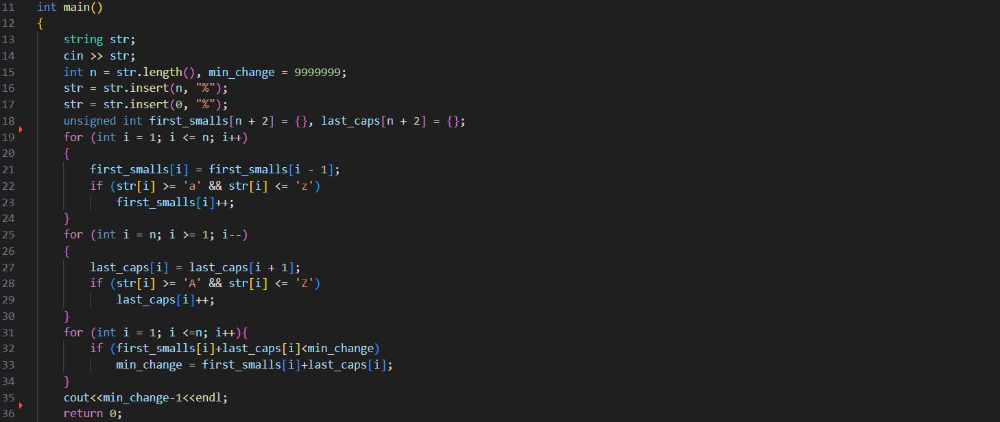 11 int main()
12 {
13 string str;
14 cin >> str;
15 int n = str.length(), min_change = 9999999;
16 str = str.insert(n, "%");
17 str = str.insert(0, "%");
18 unsigned int first_smalls[n + 2] = {}, last_caps[n + 2] = {};
19 for (int i = 1; i <= n; i++)
20 {
21 first_smalls[i] = first_smalls[i - 1];
22 if (str[i] >= 'a' && str[i] <= 'z')
23 first_smalls[i]++;
24 }
25 for (int i = n; i >= 1; i--)
26 {
27 last_caps[i] = last_caps[i + 1];
28 if (str[i] >= 'A' && str[i] <= 'Z')
29 last_caps[i]++;
30 }
31 for (int i = 1; i <=n; i++){
32 if (first_smalls[i]+last_caps[i]<min_change)
33 min_change = first_smalls[i]+last_caps[i];
34 }
35 cout<<min_change-1<<endl;
36 return 0;